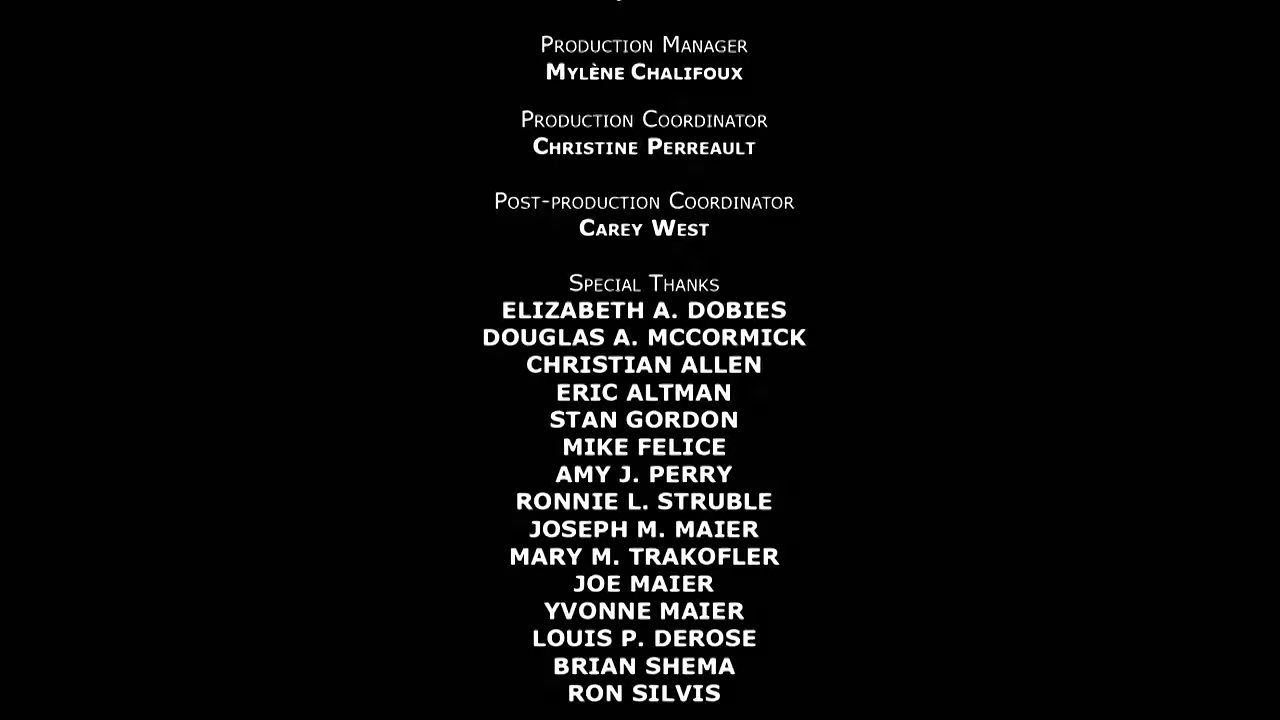 Production Manager
Mylène Chalifoux
Production Coordinator
Christine Perreault
Post-production Coordinator
Carey West
Special Thanks
ELIZABETH A. DOBIES
DOUGLAS A. MCCORMICK
CHRISTIAN ALLEN
ERIC ALTMAN
STAN GORDON
MIKE FELICE
AMY J. PERRY
RONNIE L. STRUBLE
JOSEPH M. MAIER
MARY M. TRAKOFLER
JOE MAIER
YVONNE MAIER
LOUIS P. DEROSE
BRIAN SHEMA
RON SILVIS